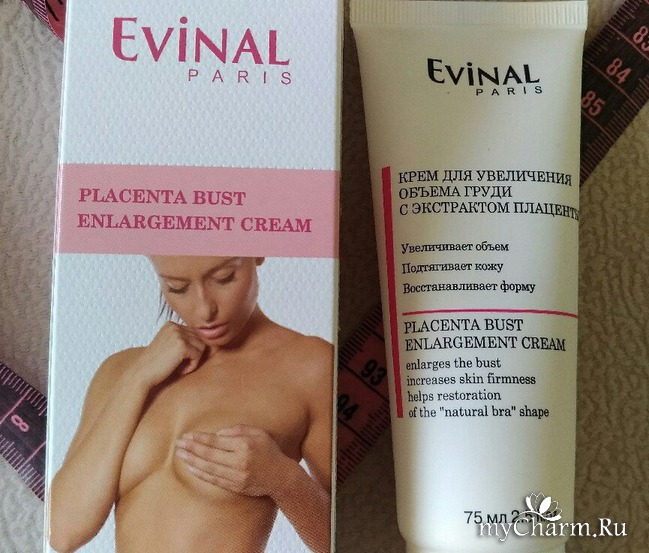 EViNAL
PARIS
PLACENTA BUST
ENLARGEMENT CREAM
EViNAL
PARIS
КРЕМ ДЛЯ УВЕЛИЧЕНИЯ
ОБЪЕМА ГРУДИ
С ЭКСТРАКТОМ ПЛАЦЕНТЫ
Увеличивает объем
Подтягивает кожу
Восстанавливает форму
PLACENTA BUST
ENLARGEMENT CREAM
enlarges the bust
increases skin firmness
helps restoration
of the "natural bra" shape
75 мл
myCharm.Ru
83
84
85
8
93
94